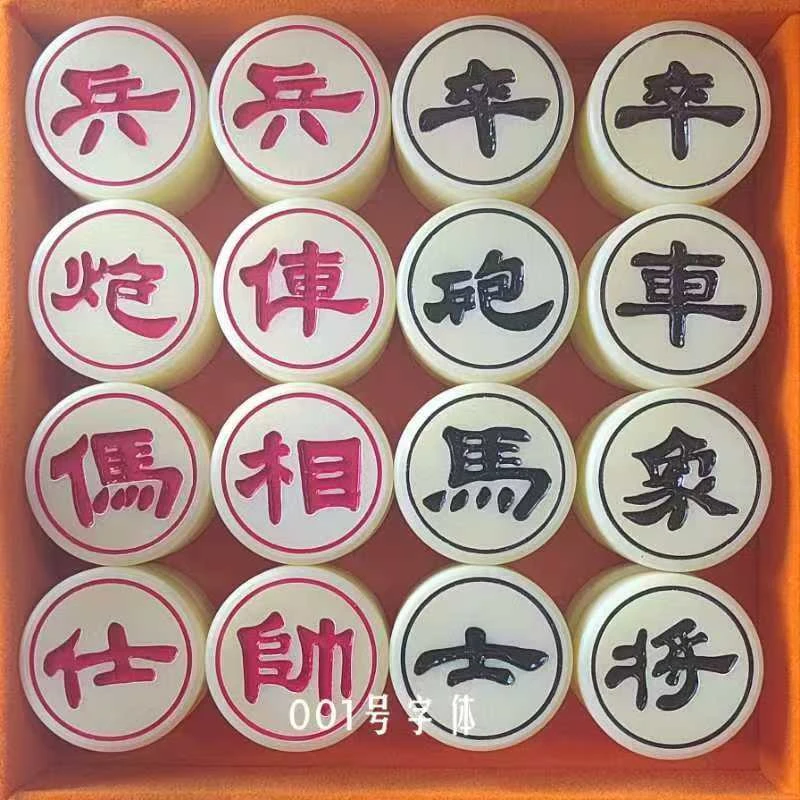 兵 兵 卒 卒
炮 俥 砲 車
傌 相 馬 象
仕 帥 士 将
001号字体